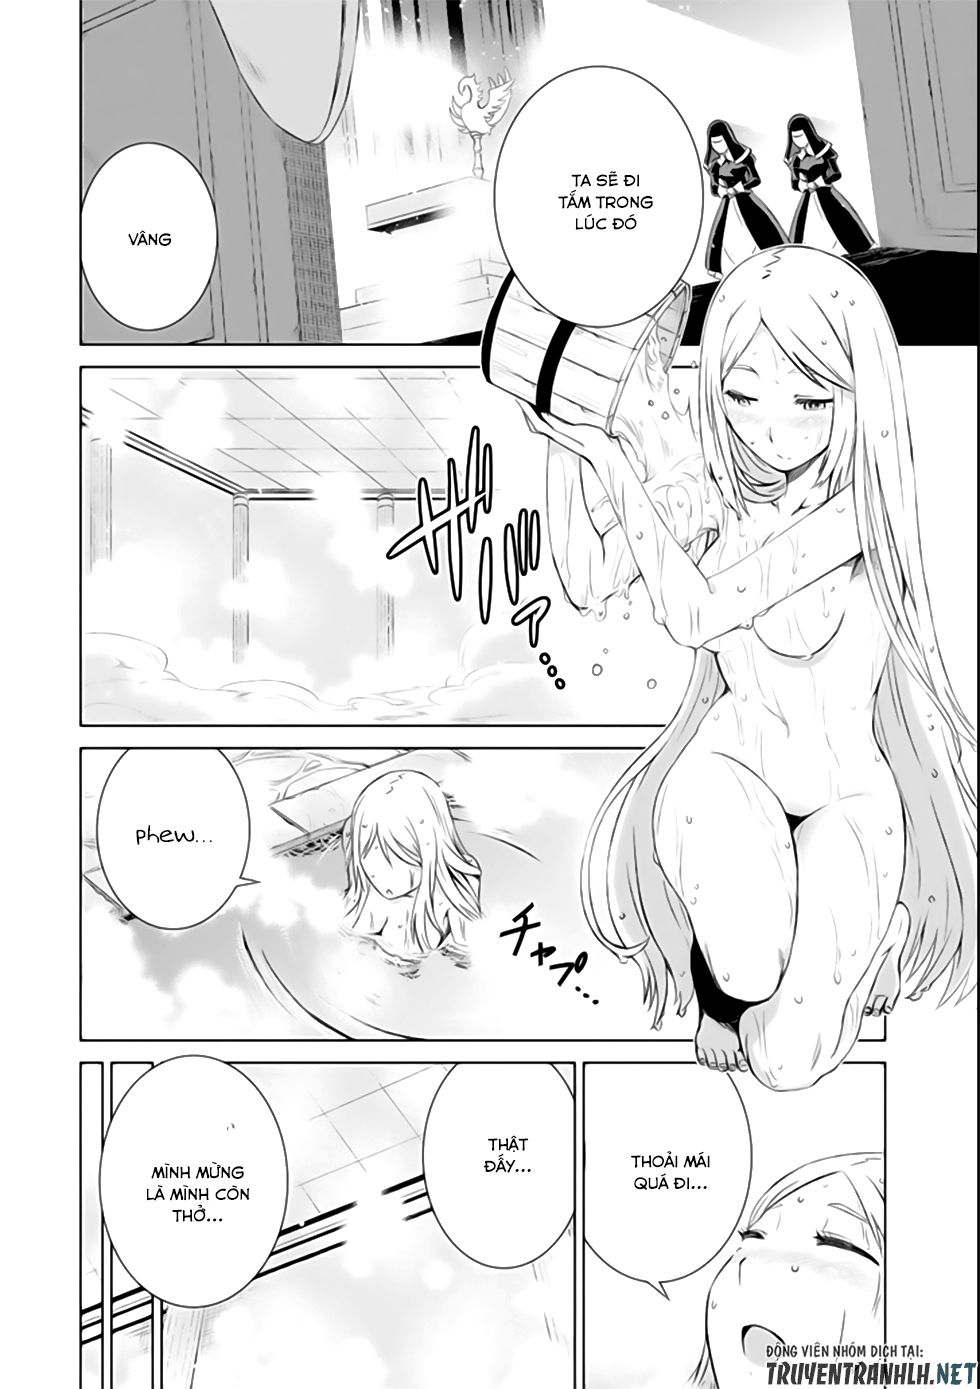 TA SẼ ĐI
TẮM TRONG
LÚC ĐÓ
VÂNG
ザバァ...
phew...
チャプ...
THOẢI MÁI
QUÁ ĐI...
THẬT
ĐẤY...
MÌNH MỪNG
LÀ MÌNH CÒN
THỞ...
ĐỘNG VIÊN NHÓM DỊCH TẠI:
TRUYENTRANHLH.NET